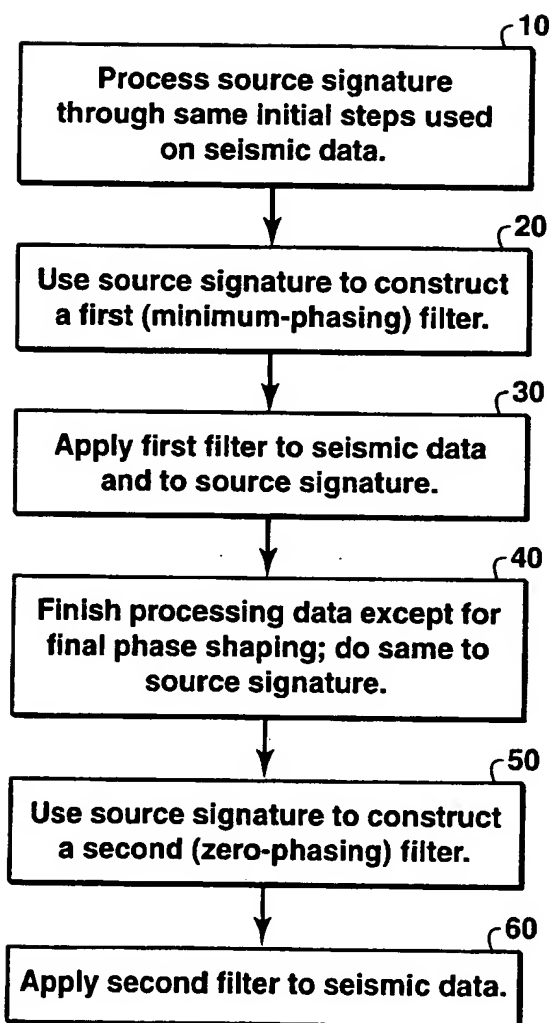 10
Process source signature
through same initial steps used
on seismic data.
20
Use source signature to construct
a first (minimum-phasing) filter.
30
Apply first filter to seismic data
and to source signature.
40
Finish processing data except for
final phase shaping; do same to
source signature.
50
Use source signature to construct
a second (zero-phasing) filter.
60
Apply second filter to seismic data.